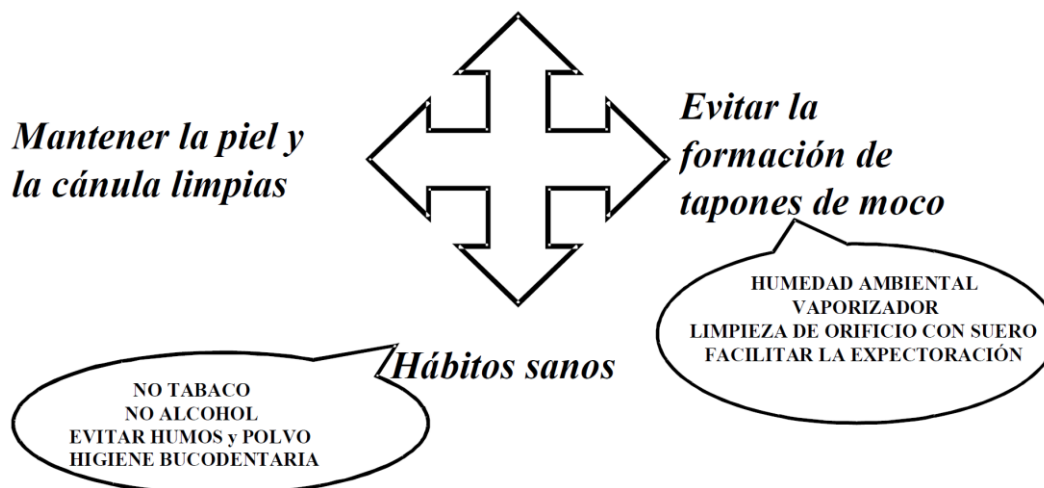 Mantener la piel y
la cánula limpias
Evitar la
formación de
tapones de moco
HUMEDAD AMBIENTAL
VAPORIZADOR
LIMPIEZA DE ORIFICIO CON SUERO
FACILITAR LA EXPECTORACIÓN
Hábitos sanos
NO TABACO
NO ALCOHOL
EVITAR HUMOS y POLVO
HIGIENE BUCODENTARIA